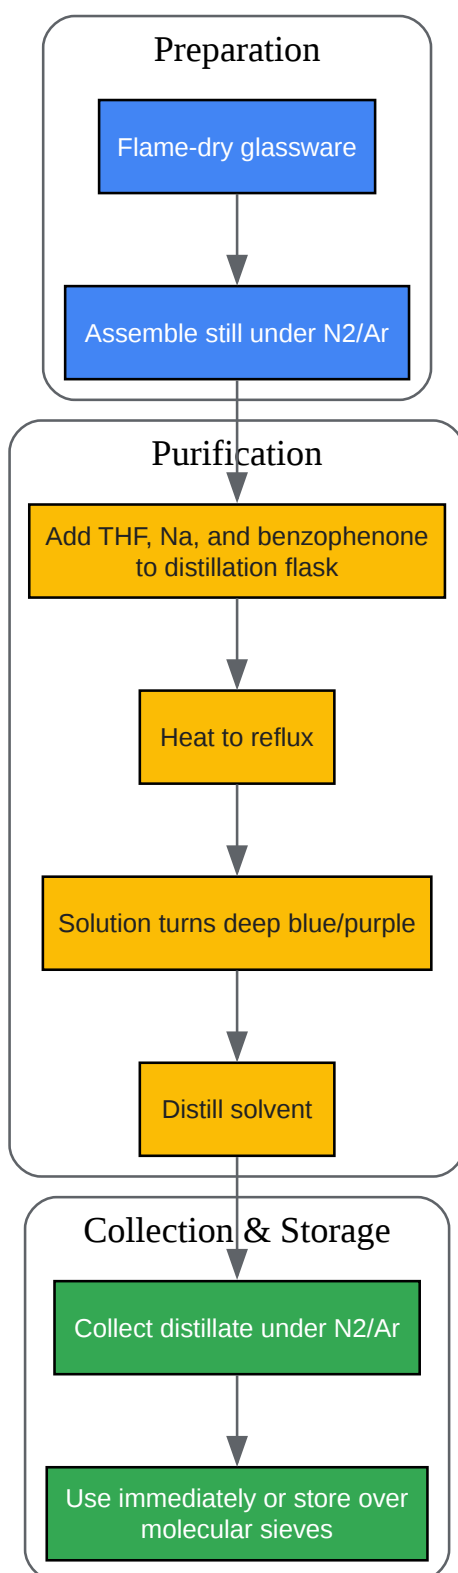 Preparation
Flame-dry glassware
Assemble still under N2/Ar
Purification
Add THF, Na, and benzophenone
to distillation flask
Heat to reflux
Solution turns deep blue/purple
Distill solvent
Collection & Storage
Collect distillate under N2/Ar
Use immediately or store over
molecular sieves